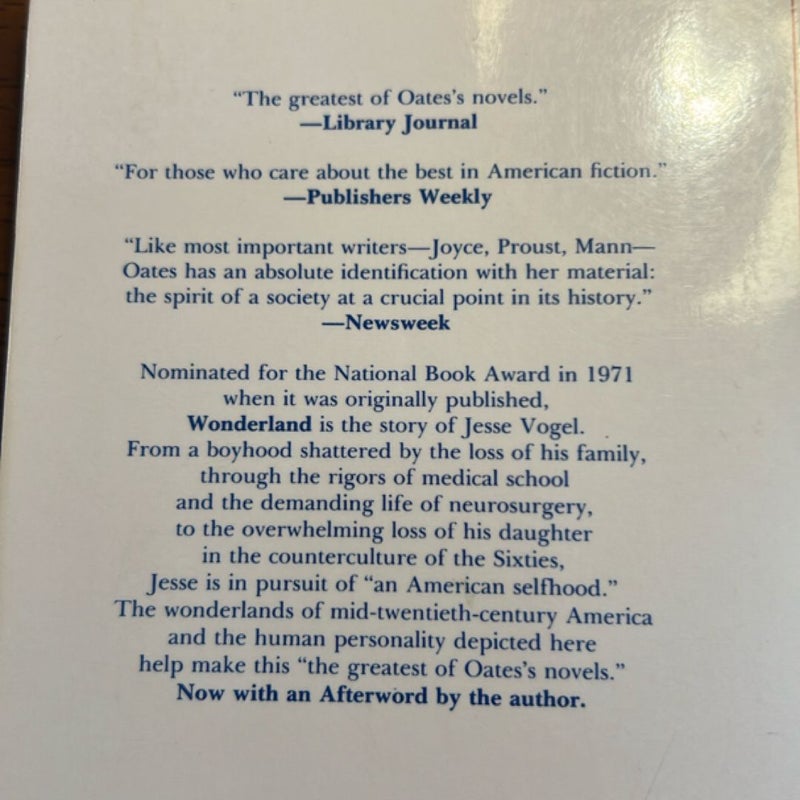 “The greatest of Oates’s novels.”
—Library Journal
“For those who care about the best in American fiction.”
—Publishers Weekly
“Like most important writers—Joyce, Proust, Mann—
Oates has an absolute identification with her material:
the spirit of a society at a crucial point in its history.”
—Newsweek
Nominated for the National Book Award in 1971
when it was originally published,
Wonderland is the story of Jesse Vogel.
From a boyhood shattered by the loss of his family,
through the rigors of medical school
and the demanding life of neurosurgery,
to the overwhelming loss of his daughter
in the counterculture of the Sixties,
Jesse is in pursuit of “an American selfhood.”
The wonderlands of mid-twentieth-century America
and the human personality depicted here
help make this “the greatest of Oates’s novels.”
Now with an Afterword by the author.